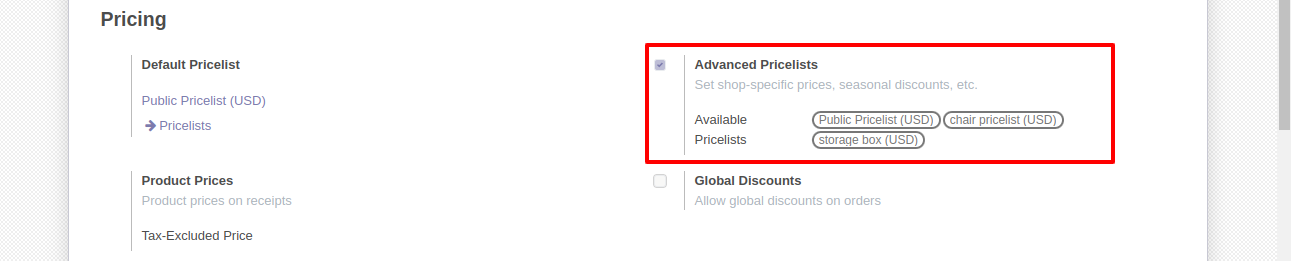 Pricing
Default Pricelist
Public Pricelist (USD)
Pricelists
Advanced Pricelists
Set shop-specific prices, seasonal discounts, etc.
Available Public Pricelist (USD) chair pricelist (USD)
Pricelists storage box (USD)
Product Prices
Product prices on receipts
Tax-Excluded Price
Global Discounts
Allow global discounts on orders